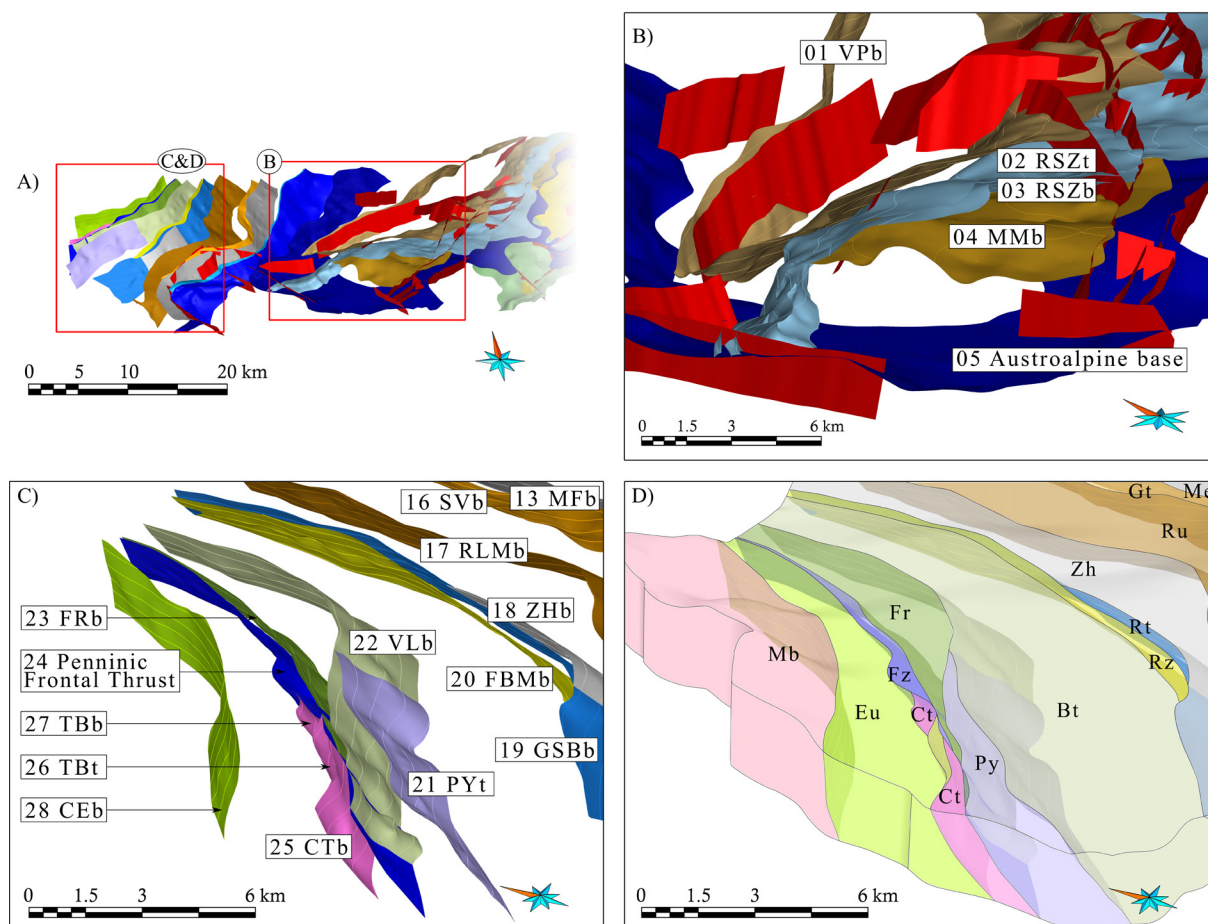 A)
C&D
B
0 5 10 20 km
B)
01 VPb
02 RSZt
03 RSZb
04 MMb
05 Austroalpine base
0 1.5 3 6 km
C)
16 SVb
13 MFb
17 RLMb
18 ZHb
23 FRb
22 VLb
24 Penninic
Frontal Thrust
20 FBMb
27 TBb
19 GSBb
26 TBt
21 PYt
28 CEb
25 CTb
0 1.5 3 6 km
D)
Gt
Ru
Zh
Fr
Rt
Mb
Rz
Fz
Eu
Ct
Bt
Py
Ct
0 1.5 3 6 km